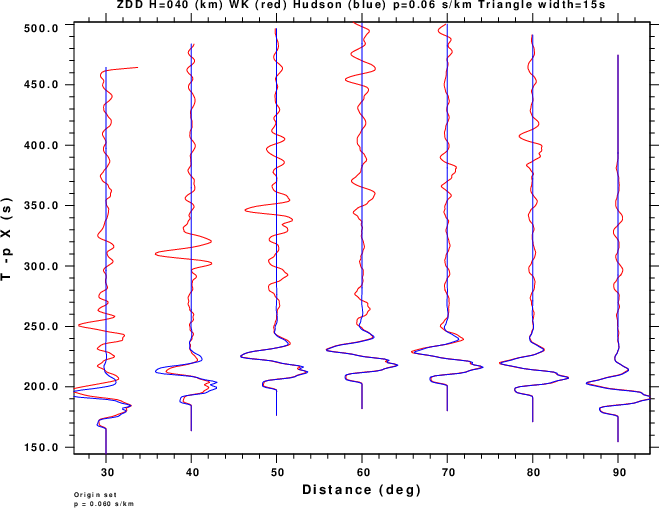 ZDD H=040 (km) WK (red) Hudson (blue) p=0.06 s/km Triangle width=15s
500.0
450.0
400.0
350.0
300.0
250.0
200.0
150.0
T -p X (s)
30 40 50 60 70 80 90
Distance (deg)
Origin set
p = 0.060 s/km